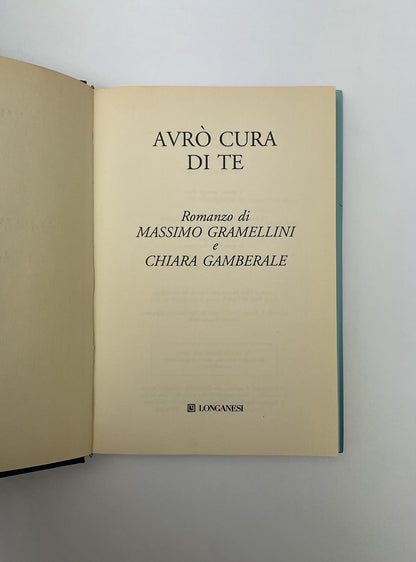 AVRÒ CURA
DI TE
Romanzo di
MASSIMO GRAMELLINI
e
CHIARA GAMBERALE
LONGANESI